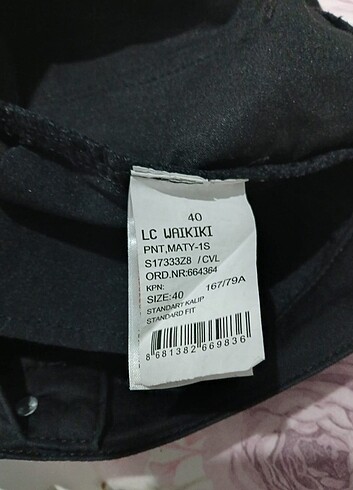 40
LC WAIKIKI
PNT,MATY-1S
S17333Z8 /CVL
ORD.NR:664364
KPN: 167/79A
SIZE:40
STANDART KALIP
STANDARD FIT
8 681382 669836